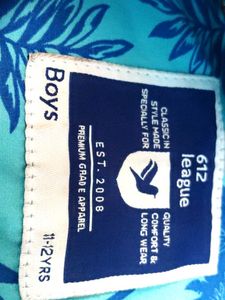 612
league
CLASSIC IN
STYLE MADE
SPECIALLY FOR
QUALITY
COMFORT &
LONG WEAR
EST. 2008
PREMIUM GRADE APPAREL
Boys
11-12YRS